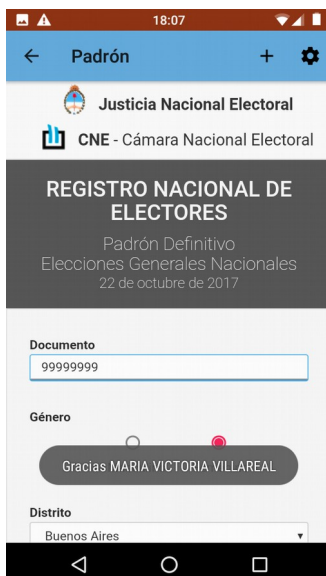 18:07
Padrón
Justicia Nacional Electoral
CNE - Cámara Nacional Electoral
REGISTRO NACIONAL DE
ELECTORES
Padrón Definitivo
Elecciones Generales Nacionales
22 de octubre de 2017
Documento
99999999
Género
Gracias MARIA VICTORIA VILLAREAL
Distrito
Buenos Aires